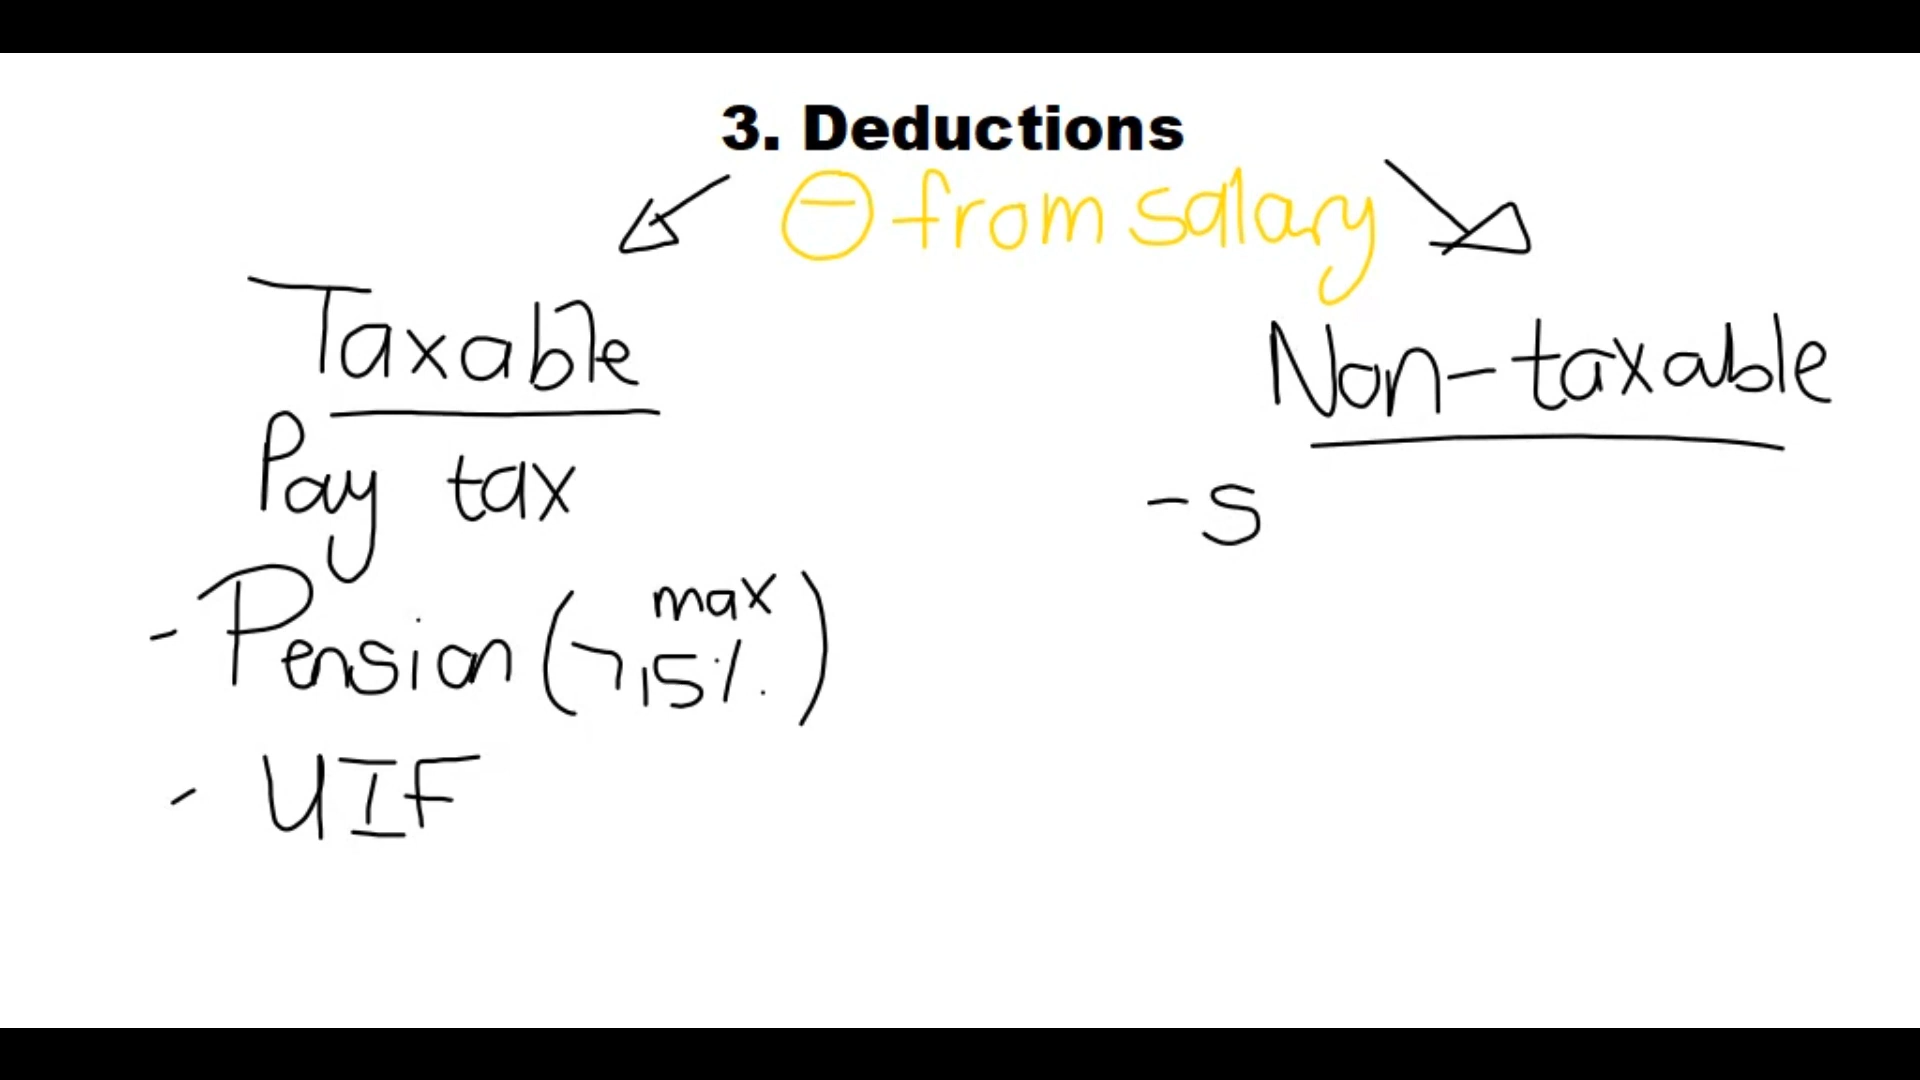 3. Deductions
⊖ from salary
Taxable
Pay tax
- Pension (7,5% max)
- UIF
Non-taxable
- S